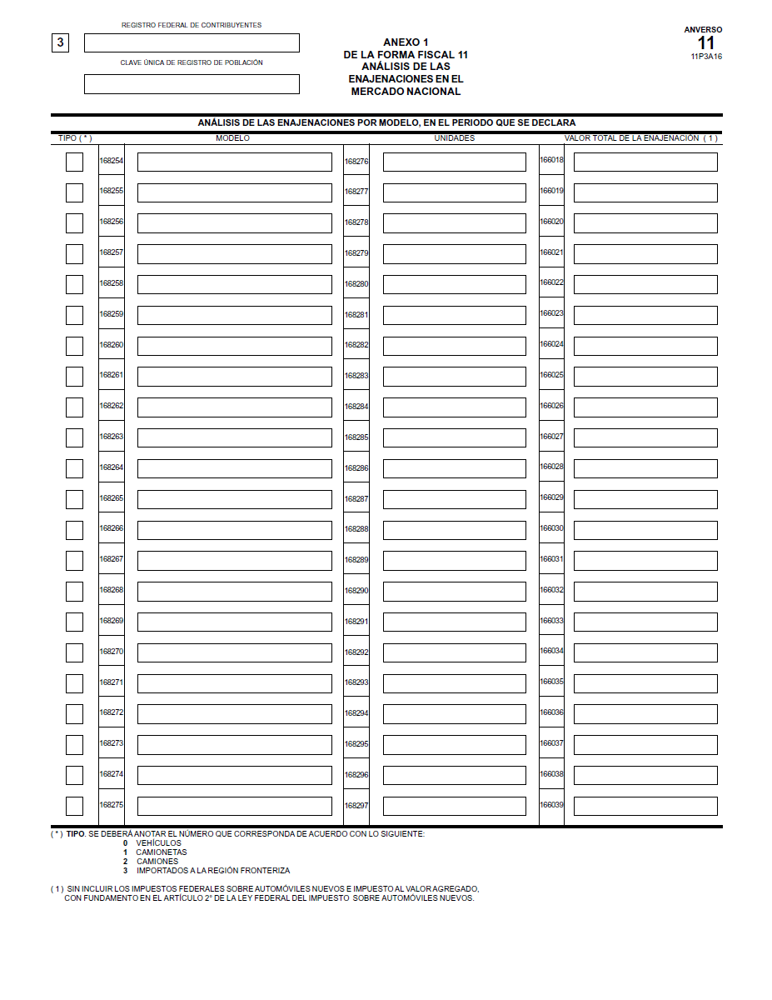 REGISTRO FEDERAL DE CONTRIBUYENTES
3
CLAVE ÚNICA DE REGISTRO DE POBLACIÓN
ANEXO 1
DE LA FORMA FISCAL 11
ANÁLISIS DE LAS
ENAJENACIONES EN EL
MERCADO NACIONAL
ANVERSO
11
11P3A16
ANÁLISIS DE LAS ENAJENACIONES POR MODELO, EN EL PERIODO QUE SE DECLARA
TIPO ( * ) MODELO UNIDADES VALOR TOTAL DE LA ENAJENACIÓN ( 1 )
168254 168276 166018
168255 168277 166019
168256 168278 166020
168257 168279 166021
168258 168280 166022
168259 168281 166023
168260 168282 166024
168261 168283 166025
168262 168284 166026
168263 168285 166027
168264 168286 166028
168265 168287 166029
168266 168288 166030
168267 168289 166031
168268 168290 166032
168269 168291 166033
168270 168292 166034
168271 168293 166035
168272 168294 166036
168273 168295 166037
168274 168296 166038
168275 168297 166039
( * ) TIPO. SE DEBERÁ ANOTAR EL NÚMERO QUE CORRESPONDA DE ACUERDO CON LO SIGUIENTE:
0 VEHÍCULOS
1 CAMIONETAS
2 CAMIONES
3 IMPORTADOS A LA REGIÓN FRONTERIZA
( 1 ) SIN INCLUIR LOS IMPUESTOS FEDERALES SOBRE AUTOMÓVILES NUEVOS E IMPUESTO AL VALOR AGREGADO,
CON FUNDAMENTO EN EL ARTÍCULO 2° DE LA LEY FEDERAL DEL IMPUESTO SOBRE AUTOMÓVILES NUEVOS.